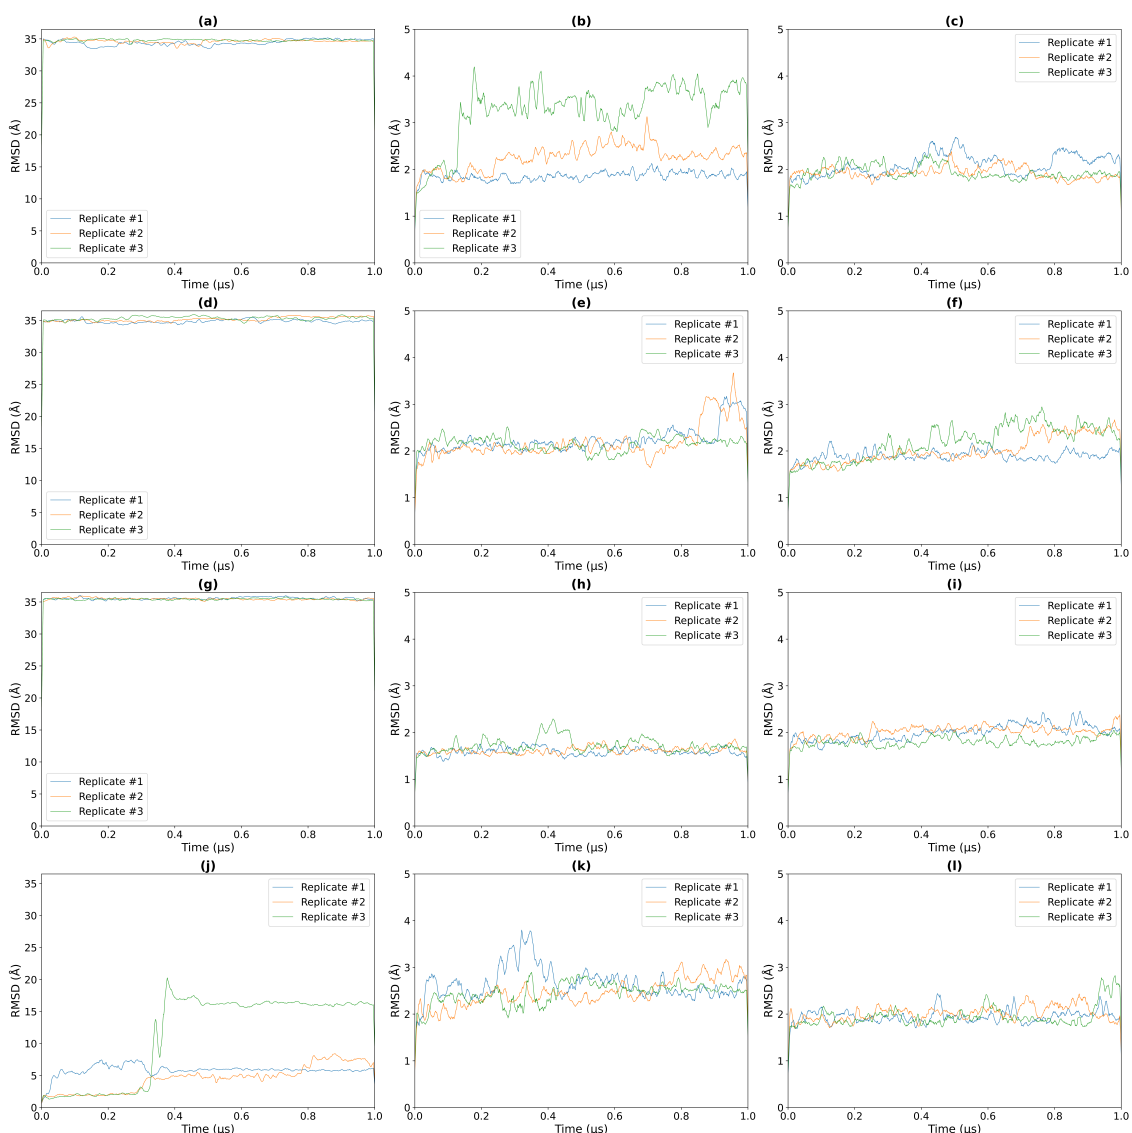 (a)
35
30
25
20
15
10
5
0
RMSD (Å)
Replicate #1
Replicate #2
Replicate #3
0.0 0.2 0.4 0.6 0.8 1.0
Time (μs)
(b)
5
4
3
2
1
0
RMSD (Å)
Replicate #1
Replicate #2
Replicate #3
0.0 0.2 0.4 0.6 0.8 1.0
Time (μs)
(c)
5
4
3
2
1
0
RMSD (Å)
Replicate #1
Replicate #2
Replicate #3
0.0 0.2 0.4 0.6 0.8 1.0
Time (μs)
(d)
35
30
25
20
15
10
5
0
RMSD (Å)
Replicate #1
Replicate #2
Replicate #3
0.0 0.2 0.4 0.6 0.8 1.0
Time (μs)
(e)
5
4
3
2
1
0
RMSD (Å)
Replicate #1
Replicate #2
Replicate #3
0.0 0.2 0.4 0.6 0.8 1.0
Time (μs)
(f)
5
4
3
2
1
0
RMSD (Å)
Replicate #1
Replicate #2
Replicate #3
0.0 0.2 0.4 0.6 0.8 1.0
Time (μs)
(g)
35
30
25
20
15
10
5
0
RMSD (Å)
Replicate #1
Replicate #2
Replicate #3
0.0 0.2 0.4 0.6 0.8 1.0
Time (μs)
(h)
5
4
3
2
1
0
RMSD (Å)
Replicate #1
Replicate #2
Replicate #3
0.0 0.2 0.4 0.6 0.8 1.0
Time (μs)
(i)
5
4
3
2
1
0
RMSD (Å)
Replicate #1
Replicate #2
Replicate #3
0.0 0.2 0.4 0.6 0.8 1.0
Time (μs)
(j)
35
30
25
20
15
10
5
0
RMSD (Å)
Replicate #1
Replicate #2
Replicate #3
0.0 0.2 0.4 0.6 0.8 1.0
Time (μs)
(k)
5
4
3
2
1
0
RMSD (Å)
Replicate #1
Replicate #2
Replicate #3
0.0 0.2 0.4 0.6 0.8 1.0
Time (μs)
(l)
5
4
3
2
1
0
RMSD (Å)
Replicate #1
Replicate #2
Replicate #3
0.0 0.2 0.4 0.6 0.8 1.0
Time (μs)